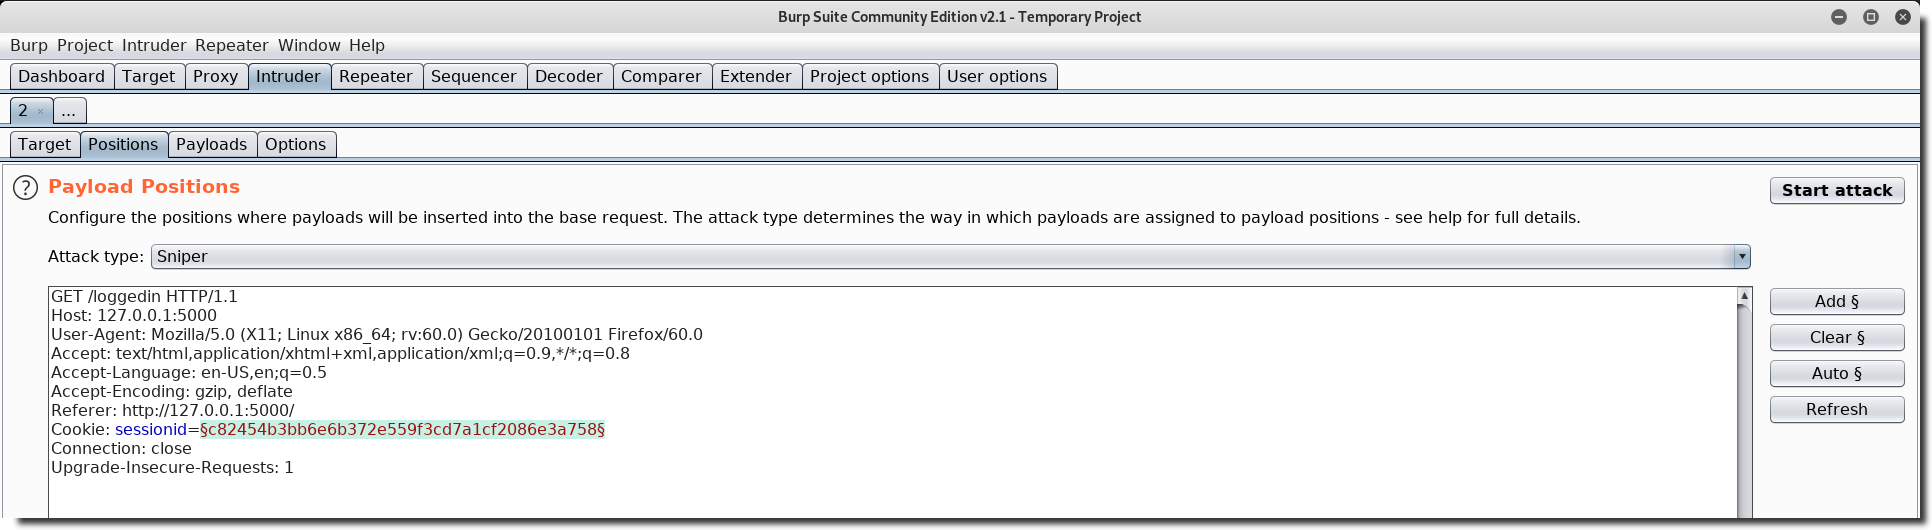 Burp Suite Community Edition v2.1 - Temporary Project
Burp Project Intruder Repeater Window Help
Dashboard Target Proxy Intruder Repeater Sequencer Decoder Comparer Extender Project options User options
2 × ...
Target Positions Payloads Options
? Payload Positions
Start attack
Configure the positions where payloads will be inserted into the base request. The attack type determines the way in which payloads are assigned to payload positions - see help for full details.
Attack type: Sniper
GET /loggedin HTTP/1.1
Host: 127.0.0.1:5000
User-Agent: Mozilla/5.0 (X11; Linux x86_64; rv:60.0) Gecko/20100101 Firefox/60.0
Accept: text/html,application/xhtml+xml,application/xml;q=0.9,*/*;q=0.8
Accept-Language: en-US,en;q=0.5
Accept-Encoding: gzip, deflate
Referer: http://127.0.0.1:5000/
Cookie: sessionid=§c82454b3bb6e6b372e559f3cd7a1cf2086e3a758§
Connection: close
Upgrade-Insecure-Requests: 1
Add §
Clear §
Auto §
Refresh